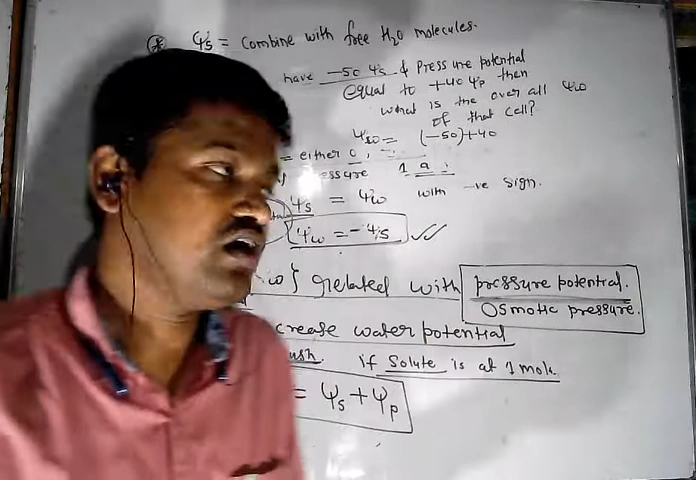 Ψs = Combine with free H2O molecules.
have -50 Ψs & Pressure potential
equal to +40 Ψp then
what is the over all Ψw
of that cell?
Ψw = (-50)+40
= either 0,
essure 1 a
Ψs = Ψw with -ve sign.
Ψw = -Ψs
} related with pressure potential.
Osmotic pressure.
crease water potential
ush if solute is at 1 mole.
= Ψs + Ψp